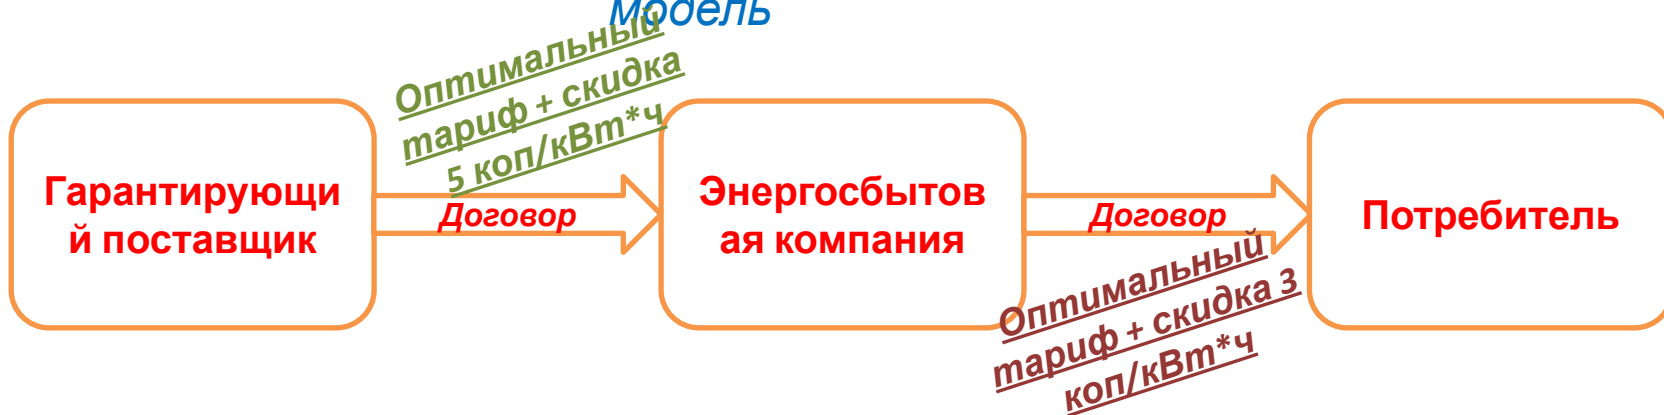 модель
Оптимальный
тариф + скидка
5 коп/кВт*ч
Гарантирующи
й поставщик
Договор
Энергосбытов
ая компания
Договор
Потребитель
Оптимальный
тариф + скидка 3
коп/кВт*ч